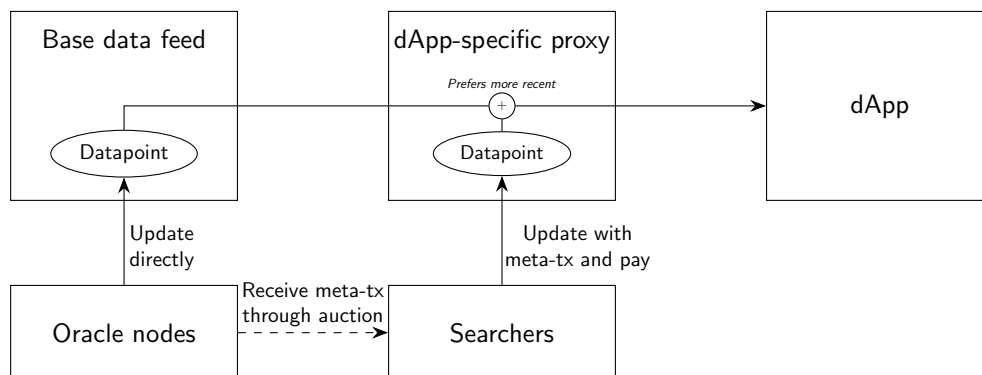 Base data feed
dApp-specific proxy
Prefers more recent
+
dApp
Datapoint
Datapoint
Update
directly
Update with
meta-tx and pay
Receive meta-tx
through auction
Oracle nodes
Searchers